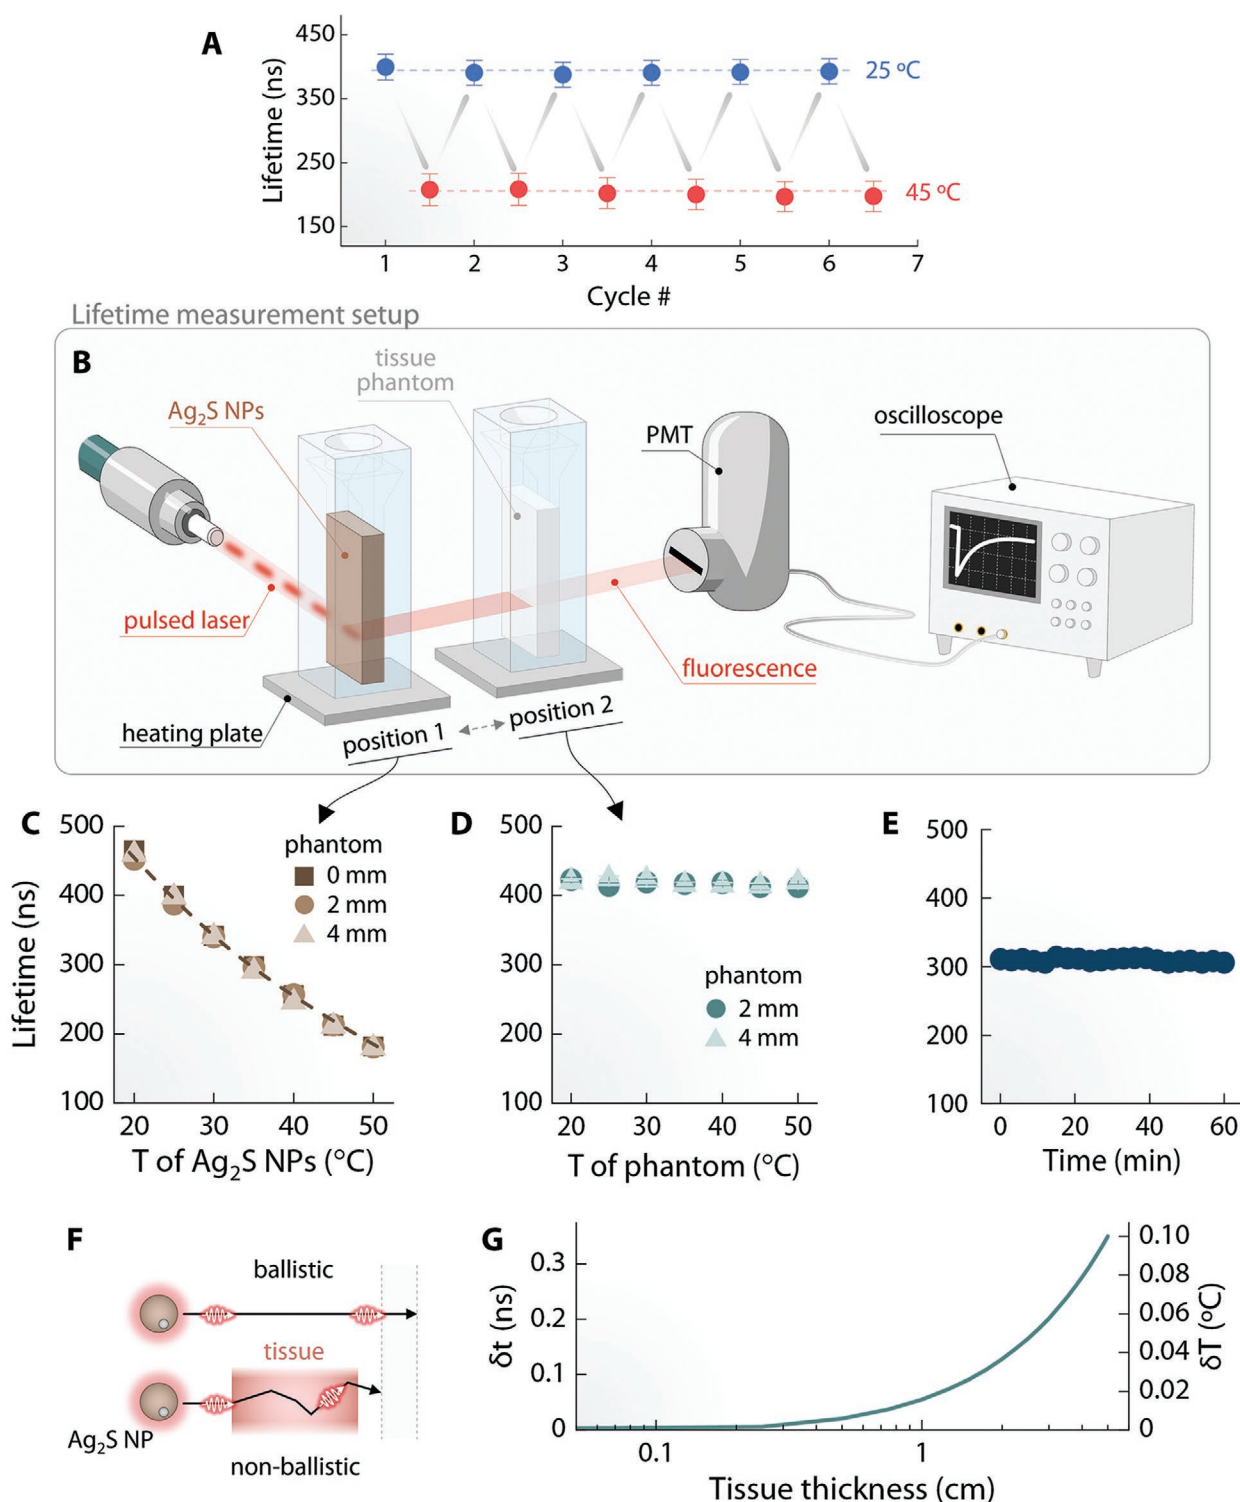 A
Lifetime (ns)
450
350
250
150
25 ºC
45 ºC
1 2 3 4 5 6 7
Cycle #
Lifetime measurement setup
B
tissue
phantom
Ag₂S NPs
PMT
oscilloscope
pulsed laser
fluorescence
heating plate
position 1
position 2
C
Lifetime (ns)
500
400
300
200
100
phantom
0 mm
2 mm
4 mm
20 30 40 50
T of Ag₂S NPs (°C)
D
500
400
300
200
100
phantom
2 mm
4 mm
20 30 40 50
T of phantom (°C)
E
500
400
300
200
100
0 20 40 60
Time (min)
F
ballistic
tissue
Ag₂S NP
non-ballistic
G
δt (ns)
0.3
0.2
0.1
0
0.10
0.08
0.06
0.04
0.02
0
δT (ºC)
0.1 1
Tissue thickness (cm)